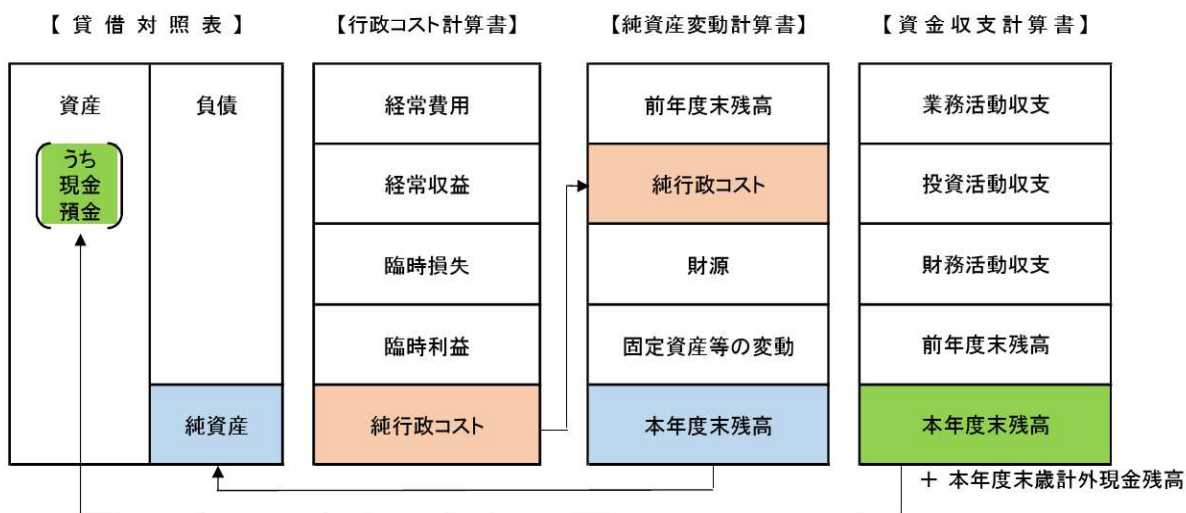 【貸借対照表】
資産
うち
現金
預金
負債
純資産
【行政コスト計算書】
経常費用
経常収益
臨時損失
臨時利益
純行政コスト
【純資産変動計算書】
前年度末残高
純行政コスト
財源
固定資産等の変動
本年度末残高
【資金収支計算書】
業務活動収支
投資活動収支
財務活動収支
前年度末残高
本年度末残高
＋ 本年度末歳計外現金残高